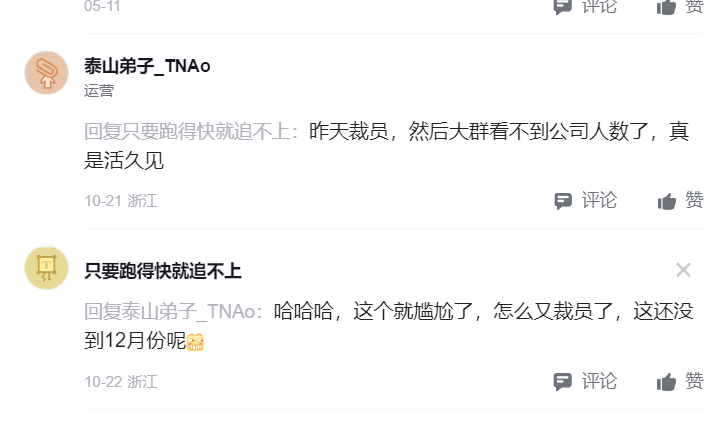 05-11 评论 赞
泰山弟子_TNAo
运营
回复只要跑得快就追不上：昨天裁员，然后大群看不到公司人数了，真
是活久见
10-21 浙江 评论 赞
只要跑得快就追不上
回复泰山弟子_TNAo：哈哈哈，这个就尴尬了，怎么又裁员了，这还没
到12月份呢
10-22 浙江 评论 赞